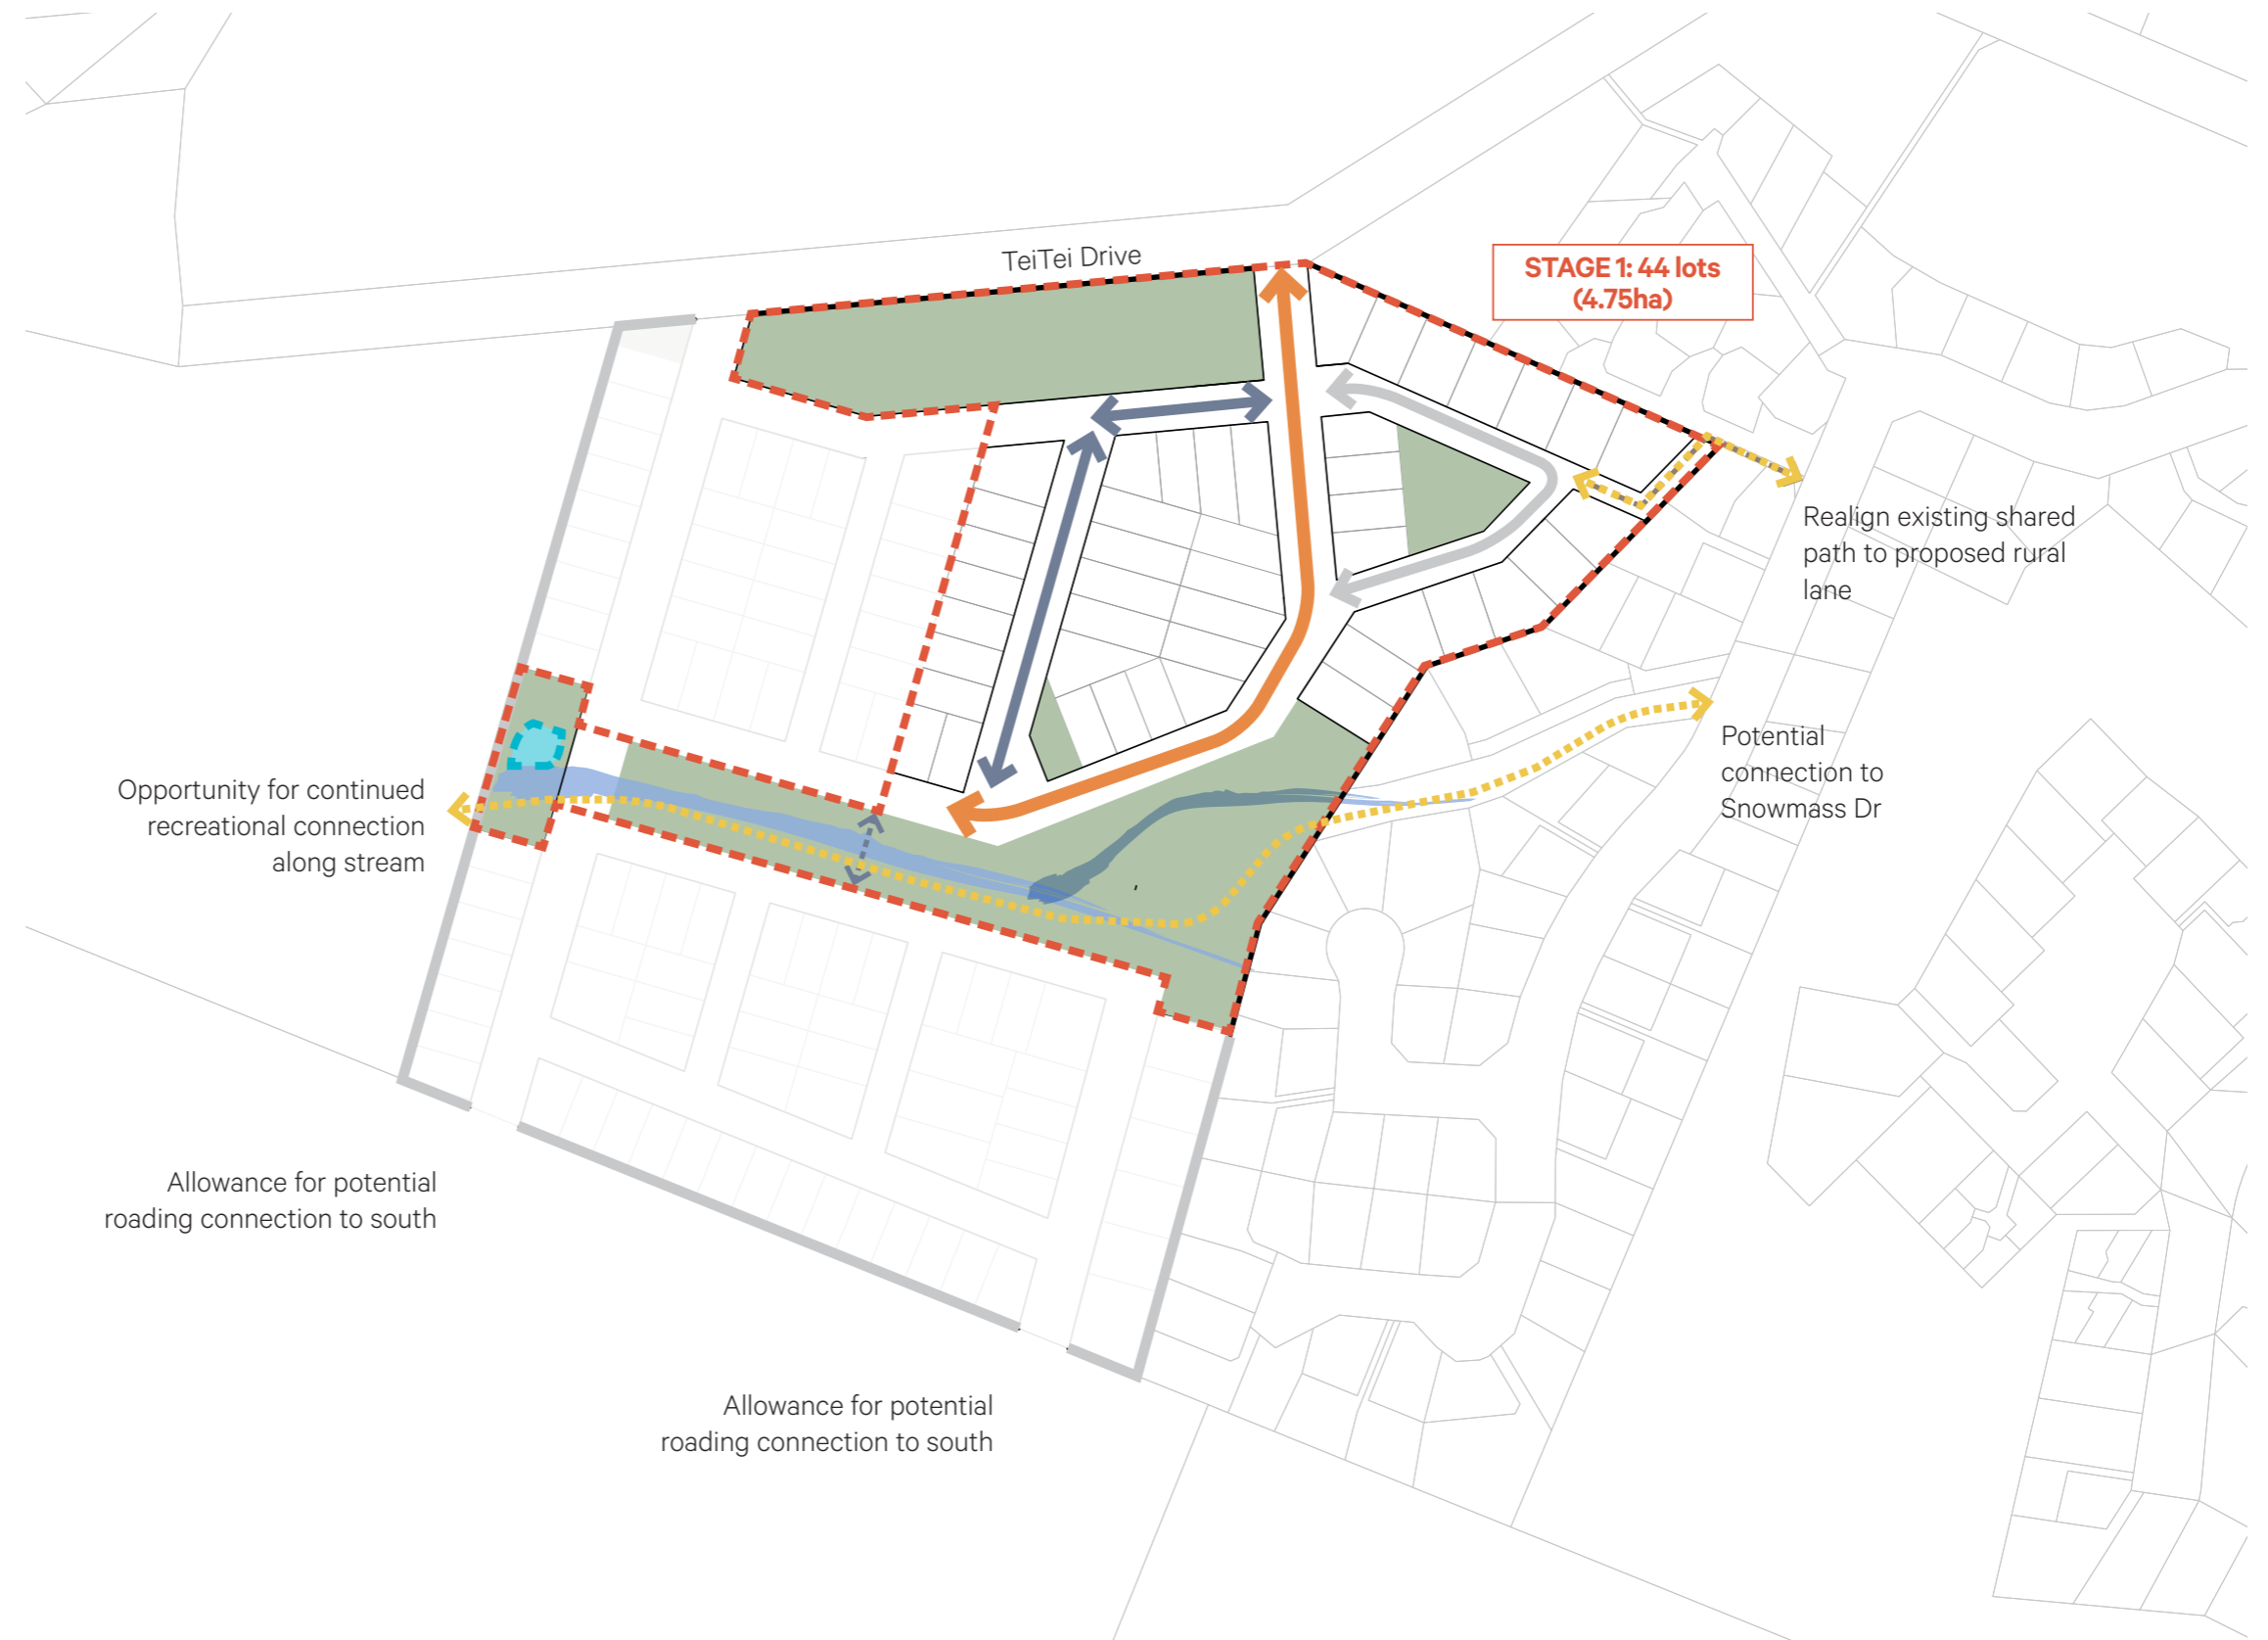 TeiTei Drive
STAGE 1: 44 lots
(4.75ha)
Realign existing shared
path to proposed rural
lane
Potential
connection to
Snowmass Dr
Opportunity for continued
recreational connection
along stream
Allowance for potential
roading connection to south
Allowance for potential
roading connection to south